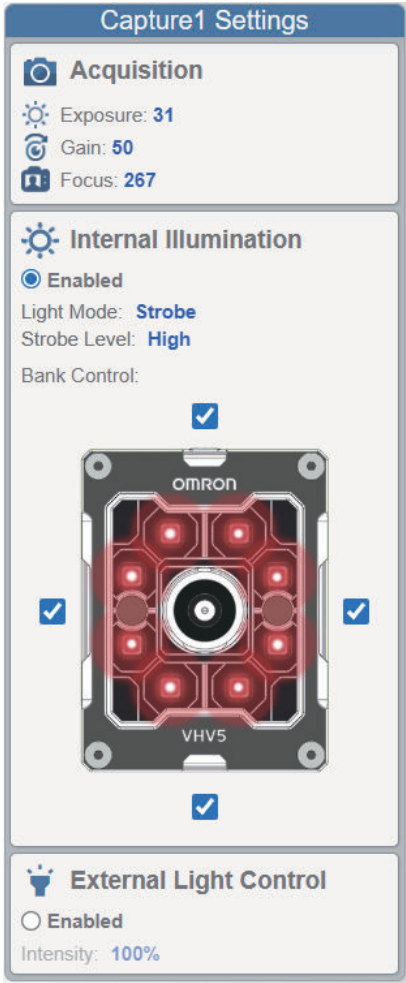 Capture1 Settings
Acquisition
Exposure: 31
Gain: 50
Focus: 267
Internal Illumination
Enabled
Light Mode: Strobe
Strobe Level: High
Bank Control:
OMRON
VHV5
External Light Control
Enabled
Intensity: 100%